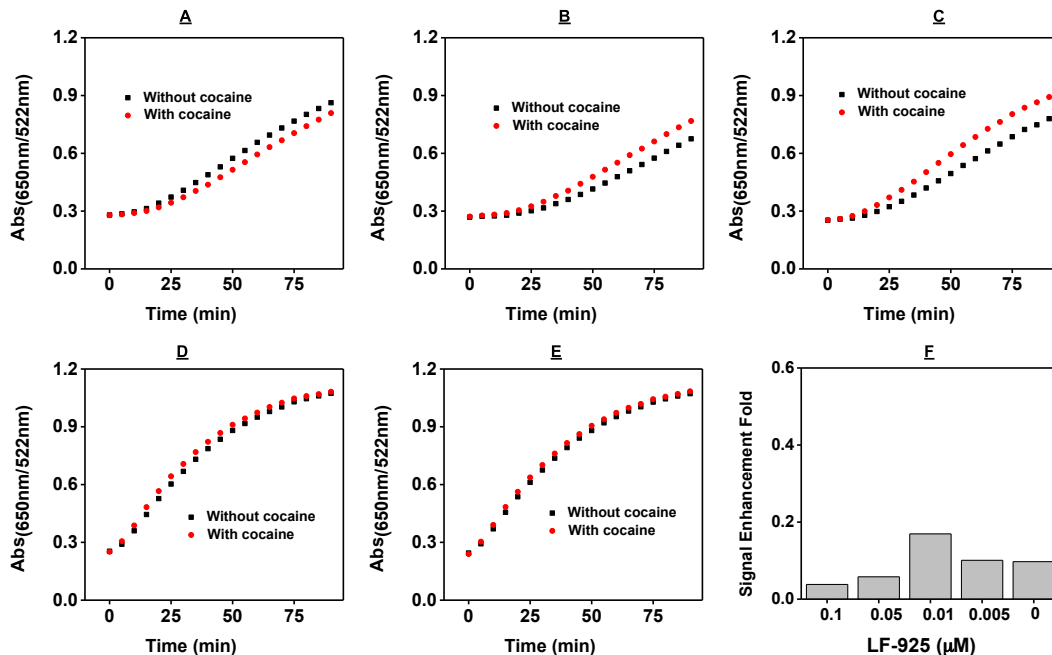 A
1.2
0.9
0.6
0.3
0.0
Abs(650nm/522nm)
Without cocaine
With cocaine
0 25 50 75
Time (min)
B
1.2
0.9
0.6
0.3
0.0
Abs(650nm/522nm)
Without cocaine
With cocaine
0 25 50 75
Time (min)
C
1.2
0.9
0.6
0.3
0.0
Abs(650nm/522nm)
Without cocaine
With cocaine
0 25 50 75
Time (min)
D
1.2
0.9
0.6
0.3
0.0
Abs(650nm/522nm)
Without cocaine
With cocaine
0 25 50 75
Time (min)
E
1.2
0.9
0.6
0.3
0.0
Abs(650nm/522nm)
Without cocaine
With cocaine
0 25 50 75
Time (min)
F
0.6
0.4
0.2
0.0
Signal Enhancement Fold
0.1 0.05 0.01 0.005 0
LF-925 (μM)